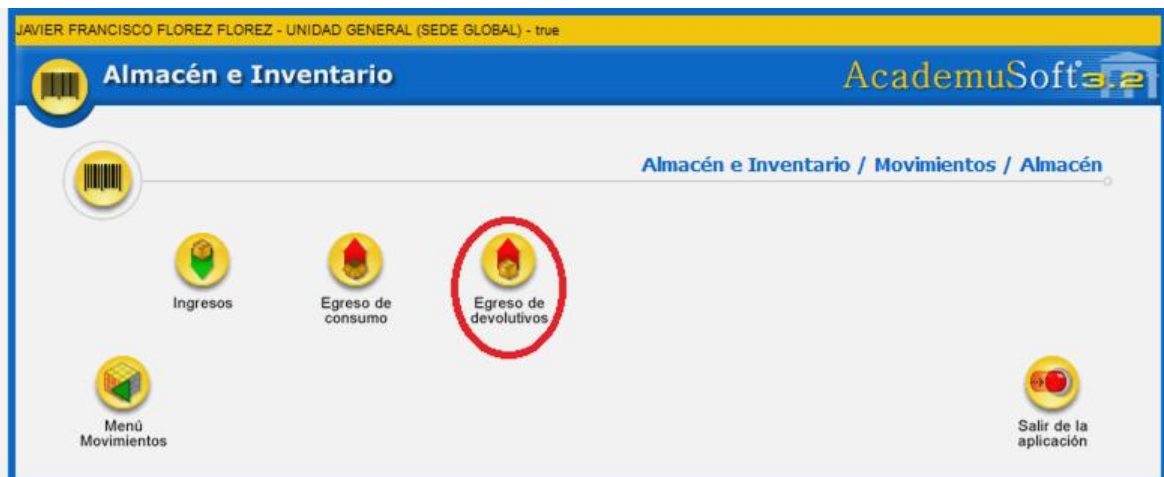 JAVIER FRANCISCO FLOREZ FLOREZ - UNIDAD GENERAL (SEDE GLOBAL) - true
Almacén e Inventario
AcademuSoft 3.2
Almacén e Inventario / Movimientos / Almacén
Ingresos
Egreso de
consumo
Egreso de
devolutivos
Menú
Movimientos
Salir de la
aplicación